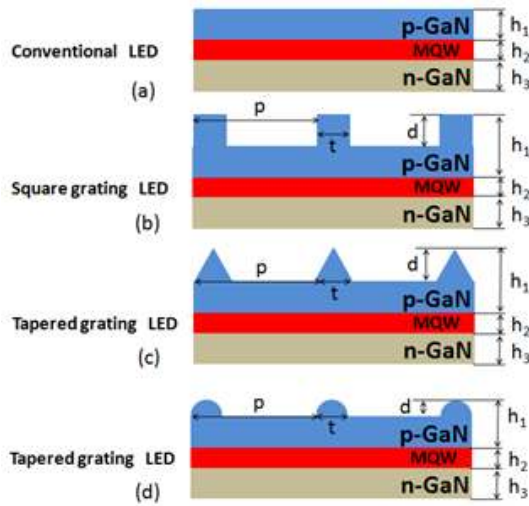 p-GaN
h1
Conventional LED
MQW
h2
n-GaN
h3
(a)
p
d
t
h1
p-GaN
Square grating LED
MQW
h2
n-GaN
h3
(b)
d
p
t
h1
p-GaN
Tapered grating LED
MQW
h2
n-GaN
h3
(c)
p
d
t
h1
p-GaN
Tapered grating LED
MQW
h2
n-GaN
h3
(d)